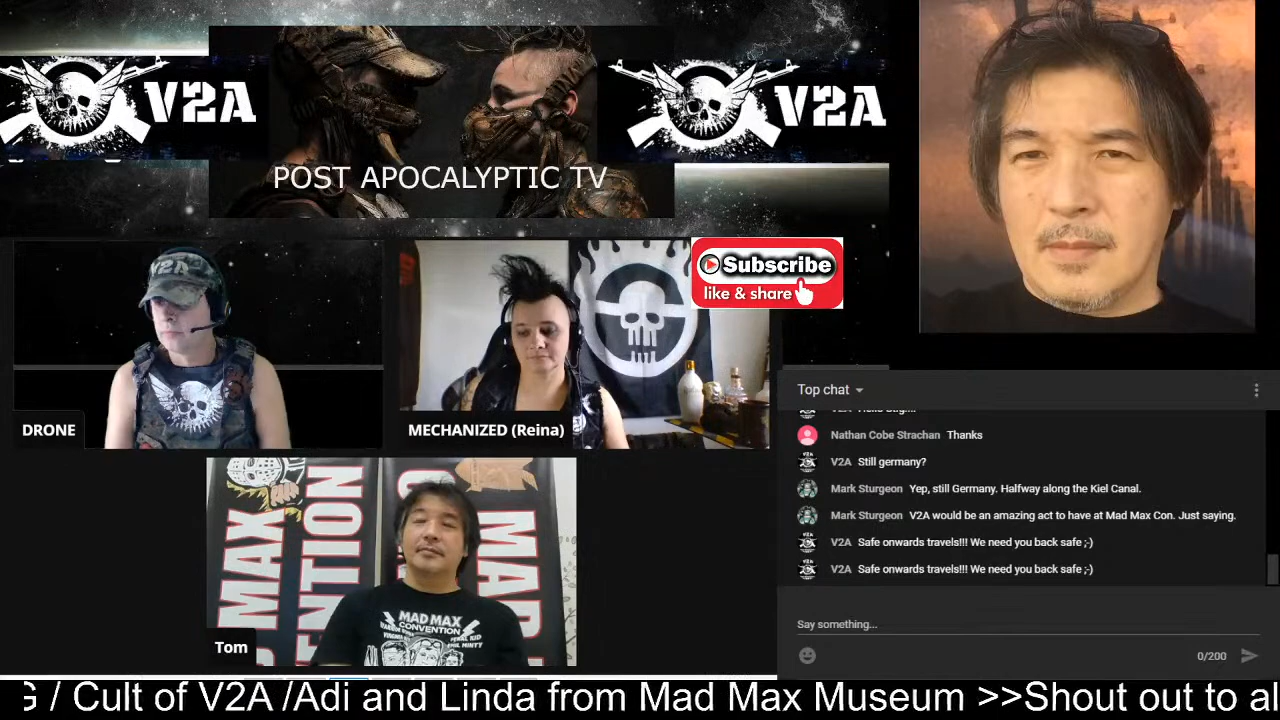 V2A
V2A
POST APOCALYPTIC TV
V2A
Subscribe
like & share
DRONE
MECHANIZED (Reina)
MAX
MAD
MAD MAX
CONVENTION
Tom
Top chat
Nathan Cobe Strachan Thanks
V2A Still germany?
Mark Sturgeon Yep, still Germany. Halfway along the Kiel Canal.
Mark Sturgeon V2A would be an amazing act to have at Mad Max Con. Just saying.
V2A Safe onwards travels!!! We need you back safe ;-)
V2A Safe onwards travels!!! We need you back safe ;-)
Say something...
0/200
/ Cult of V2A /Adi and Linda from Mad Max Museum >>Shout out to al